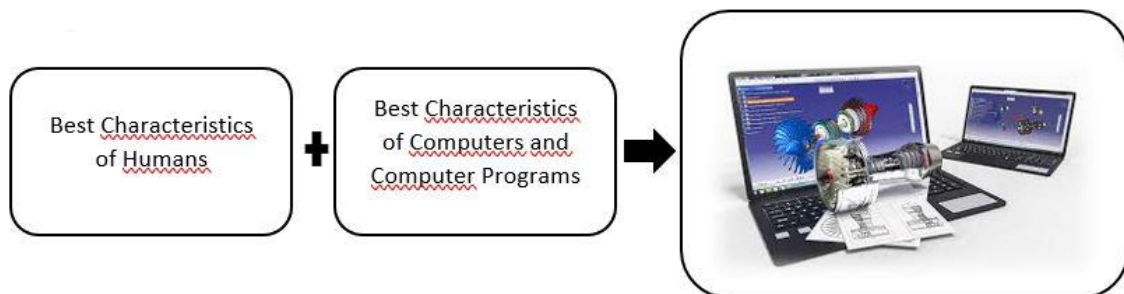 Best Characteristics
of Humans
Best Characteristics
of Computers and
Computer Programs